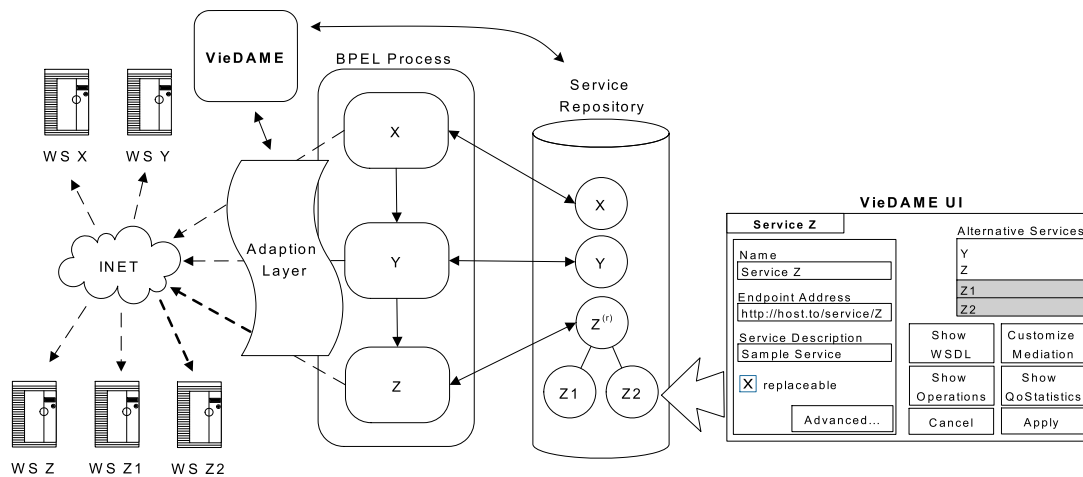 VieDAME
BPEL Process
Service
Repository
WS X
WS Y
X
X
VieDAME UI
Service Z
Alternative Services
INET
Adaption
Layer
Y
Y
Name
Service Z
Y
Z
Z1
Z2
Endpoint Address
http://host.to/service/Z
Z(r)
Service Description
Sample Service
Show
WSDL
Customize
Mediation
Z
Z1
Z2
X replaceable
Show
Operations
Show
QoStatistics
Advanced...
Cancel
Apply
WS Z
WS Z1
WS Z2